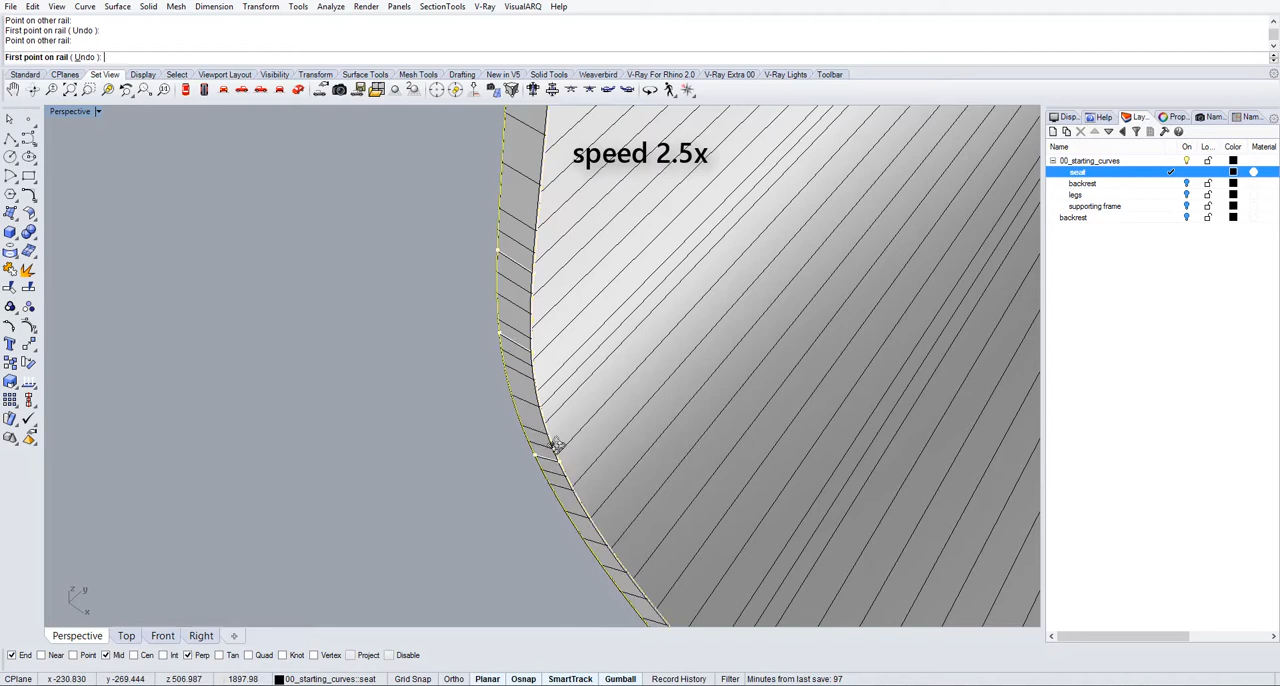 File Edit View Curve Surface Solid Mesh Dimension Transform Tools Analyze Render Panels SectionTools V-Ray VisualARQ Help
Point on other rail:
First point on rail ( Undo ):
Point on other rail:
First point on rail ( Undo ):
Standard CPlanes Set View Display Select Viewport Layout Visibility Transform Surface Tools Mesh Tools Drafting New in V5 Solid Tools Weaverbird V-Ray For Rhino 2.0 V-Ray Extra 00 V-Ray Lights Toolbar
Perspective
Disp... Help Lay... Prop... Nam... Nam...
Name On Lo... Color Material
speed 2.5x
00_starting_curves
seat
backrest
legs
supporting frame
backrest
z y
x
Perspective Top Front Right
End Near Point Mid Cen Int Perp Tan Quad Knot Vertex Project Disable
CPlane x -230.830 y -269.444 z 506.987 1897.98 00_starting_curves::seat Grid Snap Ortho Planar Osnap SmartTrack Gumball Record History Filter Minutes from last save: 97